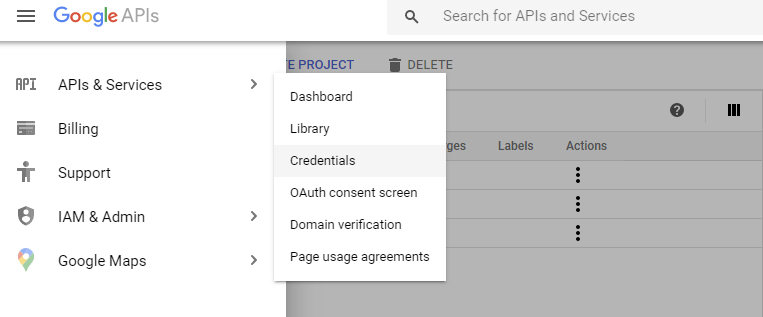 Google APIs
Search for APIs and Services
API APIs & Services
Billing
Support
IAM & Admin
Google Maps
Dashboard
Library
Credentials
OAuth consent screen
Domain verification
Page usage agreements
PROJECT DELETE
Labels Actions